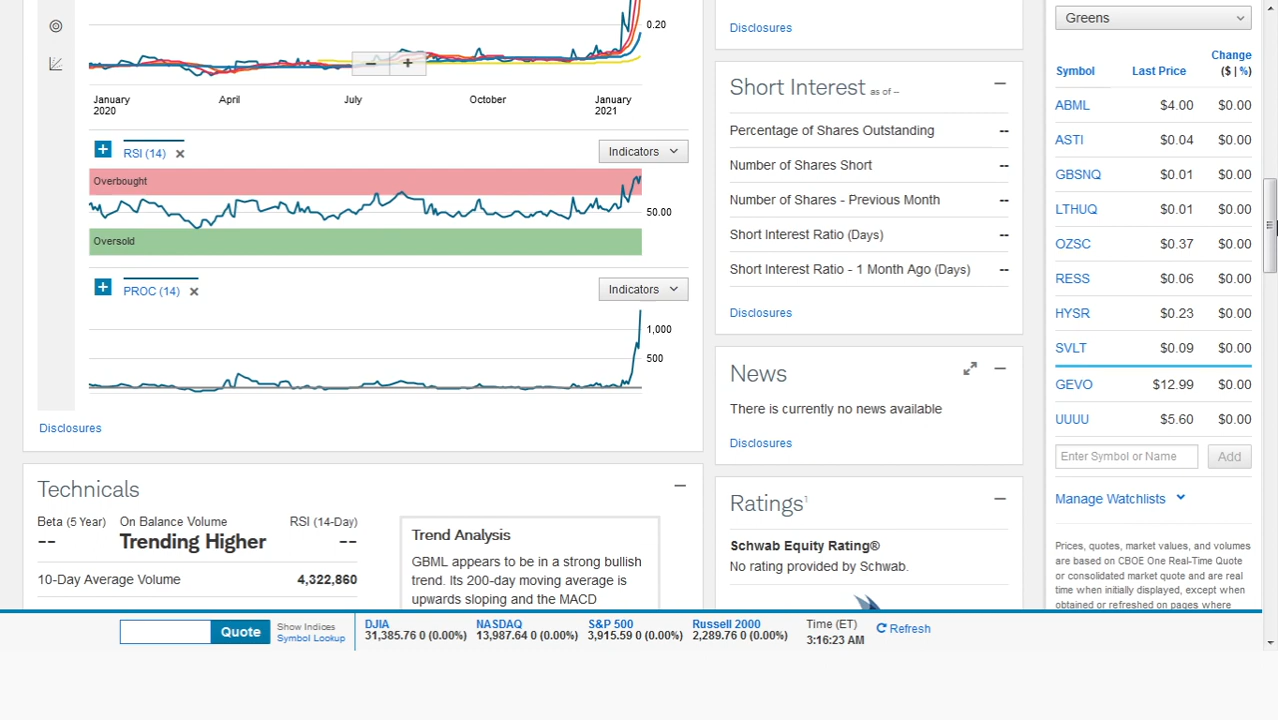 0.20
− +
January 2020
April
July
October
January 2021
RSI (14) ×
Indicators
Overbought
50.00
Oversold
PROC (14) ×
Indicators
1,000
500
Disclosures
Technicals
Beta (5 Year) On Balance Volume RSI (14-Day)
-- Trending Higher --
10-Day Average Volume 4,322,860
Trend Analysis
GBML appears to be in a strong bullish
trend. Its 200-day moving average is
upwards sloping and the MACD
Disclosures
Short Interest as of --
Percentage of Shares Outstanding --
Number of Shares Short --
Number of Shares - Previous Month --
Short Interest Ratio (Days) --
Short Interest Ratio - 1 Month Ago (Days) --
Disclosures
News
There is currently no news available
Disclosures
Ratings¹
Schwab Equity Rating®
No rating provided by Schwab.
Greens
Symbol Last Price Change ($ | %)
ABML $4.00 $0.00
ASTI $0.04 $0.00
GBSNQ $0.01 $0.00
LTHUQ $0.01 $0.00
OZSC $0.37 $0.00
RESS $0.06 $0.00
HYSR $0.23 $0.00
SVLT $0.09 $0.00
GEVO $12.99 $0.00
UUUU $5.60 $0.00
Enter Symbol or Name Add
Manage Watchlists
Prices, quotes, market values, and volumes
are based on CBOE One Real-Time Quote
or consolidated market quote and are real
time when initially displayed, except when
obtained or refreshed on pages where
Quote
Show Indices
Symbol Lookup
DJIA
31,385.76 0 (0.00%)
NASDAQ
13,987.64 0 (0.00%)
S&P 500
3,915.59 0 (0.00%)
Russell 2000
2,289.76 0 (0.00%)
Time (ET)
3:16:23 AM
Refresh